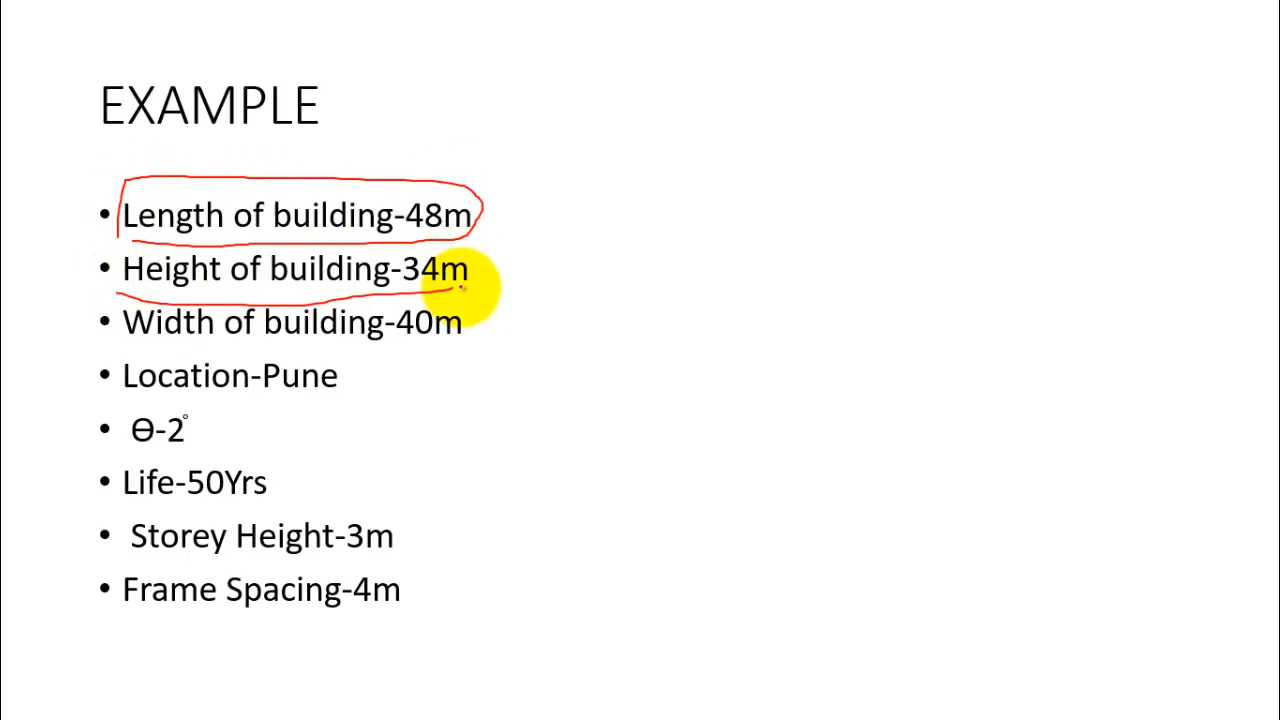 EXAMPLE
• Length of building-48m
• Height of building-34m
• Width of building-40m
• Location-Pune
• ϴ-2°
• Life-50Yrs
• Storey Height-3m
• Frame Spacing-4m